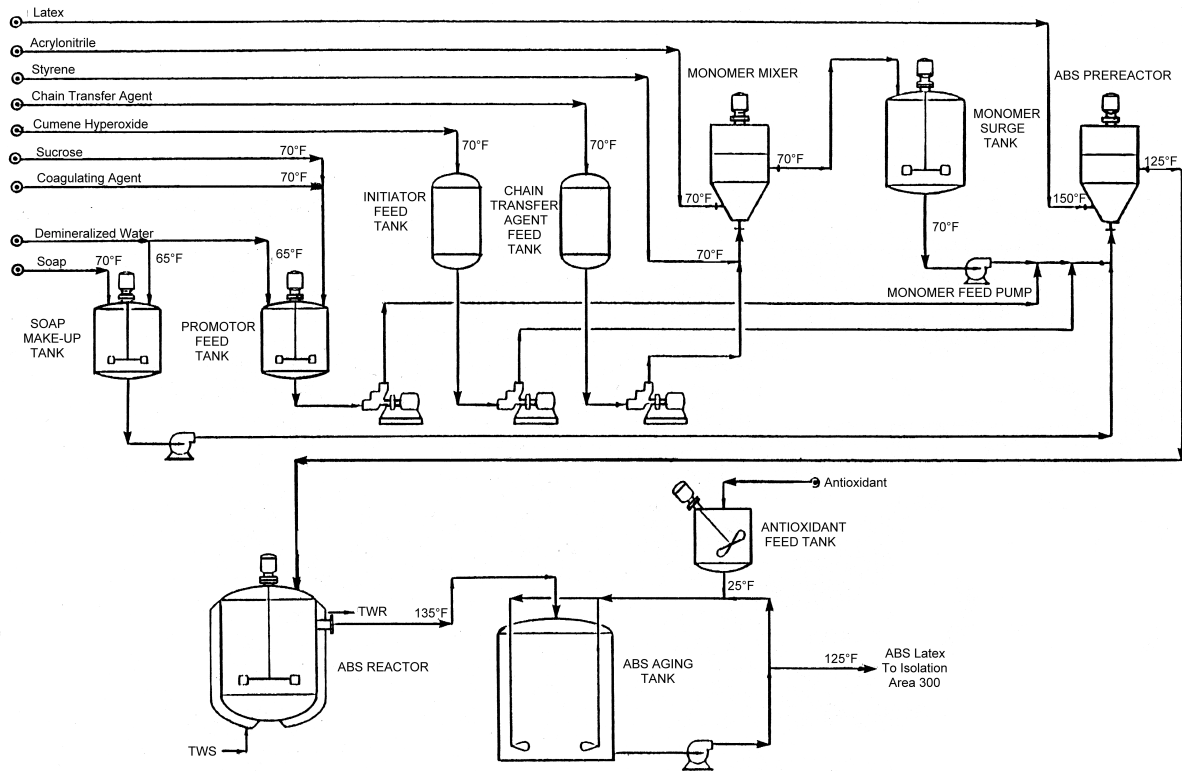 Latex
Acrylonitrile
Styrene
Chain Transfer Agent
Cumene Hyperoxide
Sucrose
70°F
Coagulating Agent
70°F
Demineralized Water
Soap
70°F
65°F
65°F
SOAP
MAKE-UP
TANK
PROMOTOR
FEED
TANK
70°F
INITIATOR
FEED
TANK
70°F
CHAIN
TRANSFER
AGENT
FEED
TANK
MONOMER MIXER
70°F
70°F
70°F
MONOMER
SURGE
TANK
70°F
MONOMER FEED PUMP
ABS PREREACTOR
125°F
150°F
Antioxidant
ANTIOXIDANT
FEED TANK
25°F
TWR
135°F
ABS REACTOR
TWS
ABS AGING
TANK
125°F
ABS Latex
To Isolation
Area 300